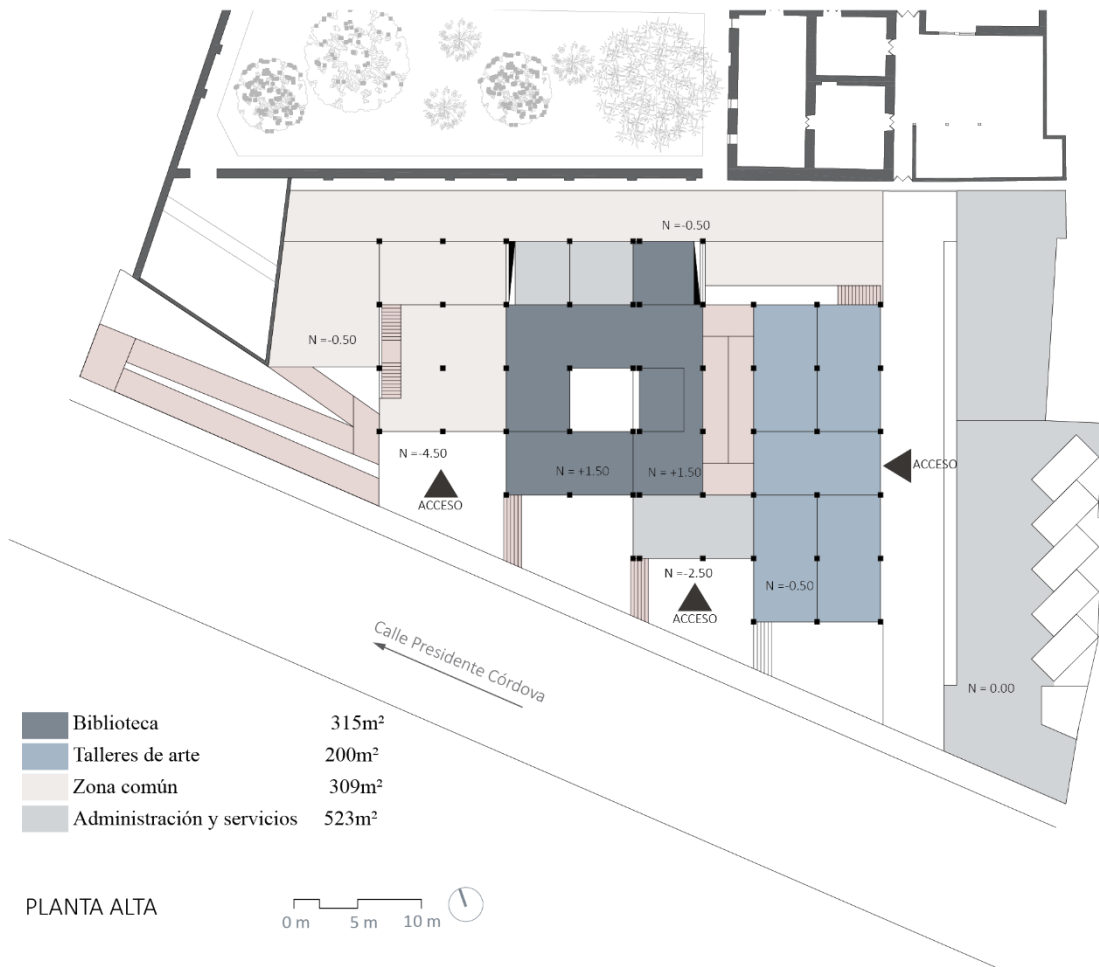 N =-0.50
N =-0.50
N =-4.50
ACCESO
N = +1.50
N = +1.50
ACCESO
N =-2.50
ACCESO
N =-0.50
N = 0.00
Calle Presidente Córdova
Biblioteca 315m²
Talleres de arte 200m²
Zona común 309m²
Administración y servicios 523m²
PLANTA ALTA
0 m 5 m 10 m